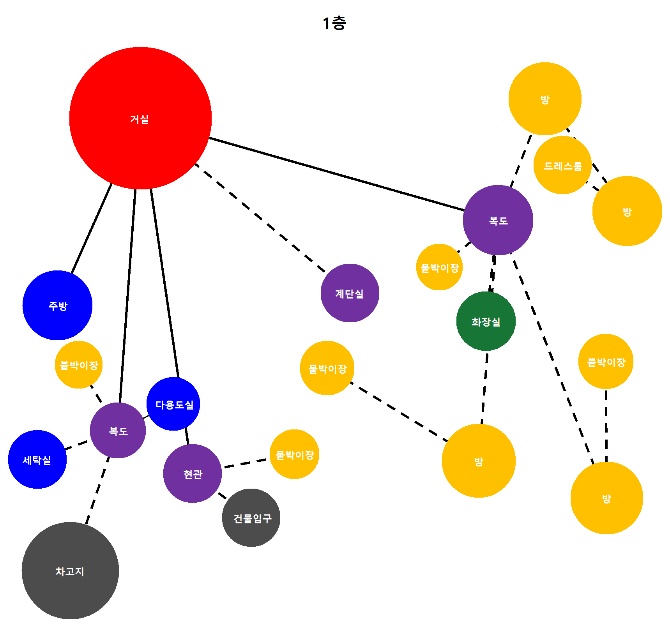 1층
거실
방
드레스룸
방
복도
붙박이장
계단실
주방
화장실
붙박이장
붙박이장
붙박이장
다용도실
복도
붙박이장
세탁실
현관
방
방
건물입구
차고지